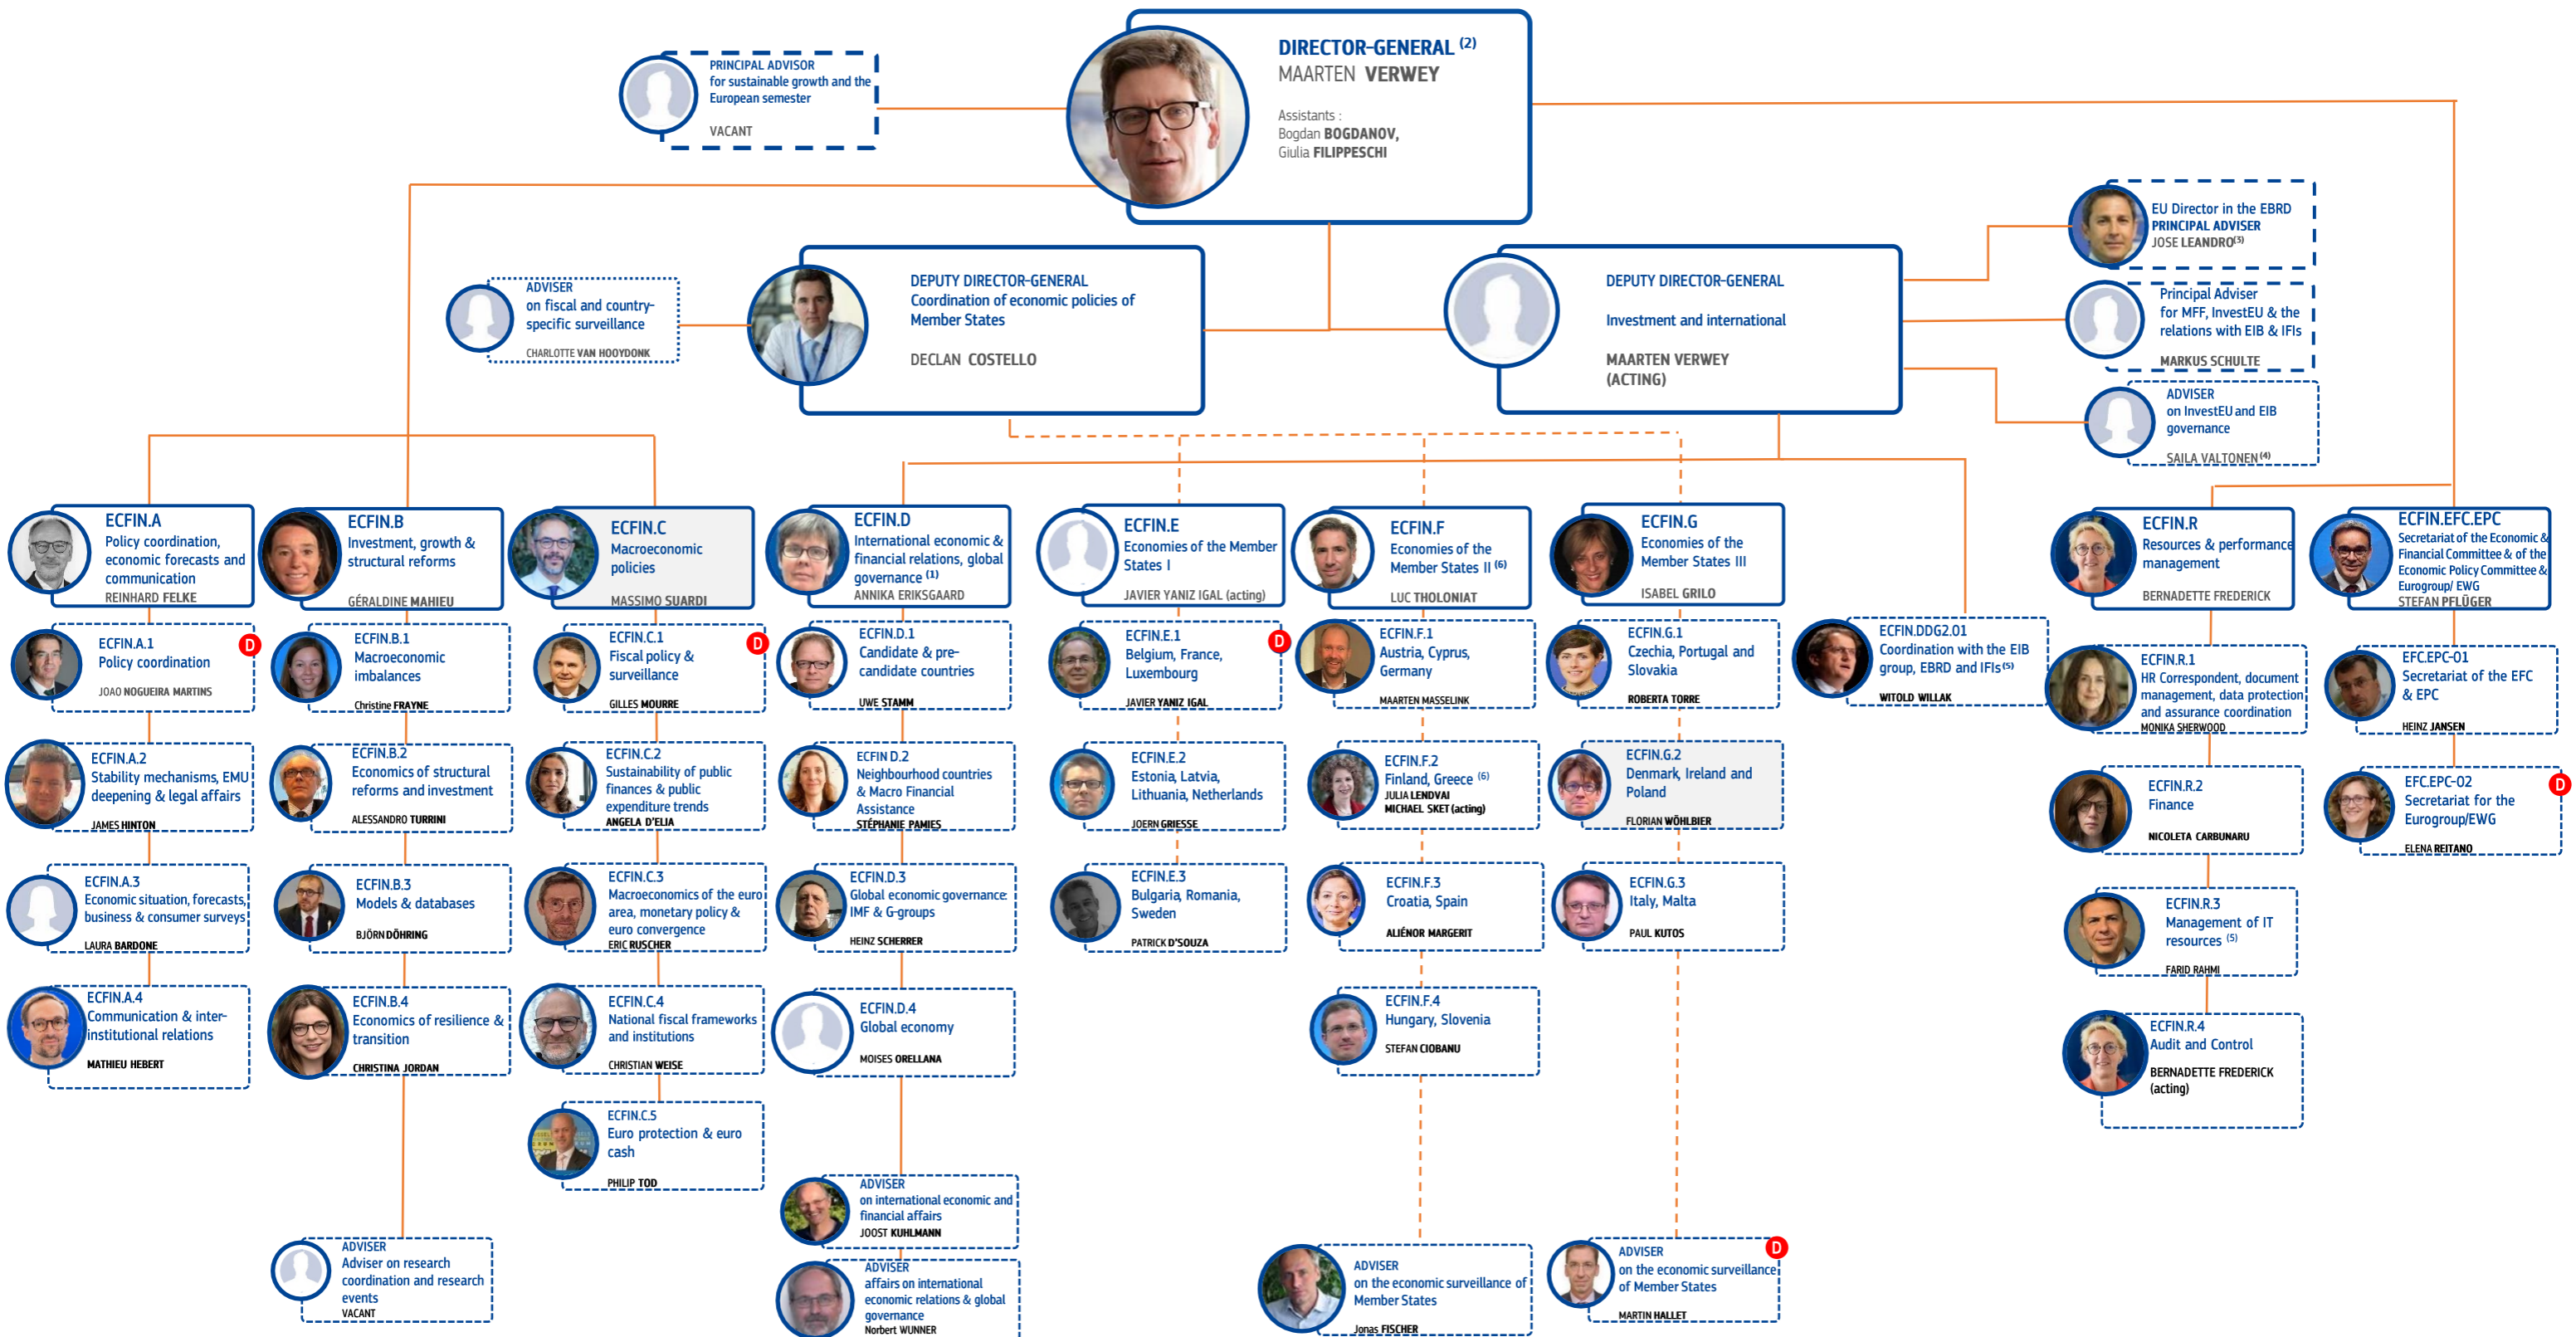 DIRECTOR-GENERAL (2)
MAARTEN VERWEY
Assistants :
Bogdan BOGDANOV,
Giulia FILIPPESCHI
PRINCIPAL ADVISOR
for sustainable growth and the
European semester
VACANT
EU Director in the EBRD
PRINCIPAL ADVISER
JOSE LEANDRO(3)
ADVISER
on fiscal and country-
specific surveillance
CHARLOTTE VAN HOOYDONK
DEPUTY DIRECTOR-GENERAL
Coordination of economic policies of
Member States
DECLAN COSTELLO
DEPUTY DIRECTOR-GENERAL
Investment and international
MAARTEN VERWEY
(ACTING)
Principal Adviser
for MFF, InvestEU & the
relations with EIB & IFIs
MARKUS SCHULTE
ADVISER
on InvestEU and EIB
governance
SAILA VALTONEN (4)
ECFIN.A
Policy coordination,
economic forecasts and
communication
REINHARD FELKE
ECFIN.B
Investment, growth &
structural reforms
GÉRALDINE MAHIEU
ECFIN.C
Macroeconomic
policies
MASSIMO SUARDI
ECFIN.D
International economic &
financial relations, global
governance (1)
ANNIKA ERIKSGAARD
ECFIN.E
Economies of the Member
States I
JAVIER YANIZ IGAL (acting)
ECFIN.F
Economies of the
Member States II (6)
LUC THOLONIAT
ECFIN.G
Economies of the
Member States III
ISABEL GRILO
ECFIN.R
Resources & performance
management
BERNADETTE FREDERICK
ECFIN.EFC.EPC
Secretariat of the Economic &
Financial Committee & of the
Economic Policy Committee &
Eurogroup/ EWG
STEFAN PFLÜGER
ECFIN.A.1
Policy coordination
JOAO NOGUEIRA MARTINS
D
ECFIN.B.1
Macroeconomic
imbalances
Christine FRAYNE
ECFIN.C.1
Fiscal policy &
surveillance
GILLES MOURRE
D
ECFIN.D.1
Candidate & pre-
candidate countries
UWE STAMM
ECFIN.E.1
Belgium, France,
Luxembourg
JAVIER YANIZ IGAL
D
ECFIN.F.1
Austria, Cyprus,
Germany
MAARTEN MASSELINK
ECFIN.G.1
Czechia, Portugal and
Slovakia
ROBERTA TORRE
ECFIN.DDG2.01
Coordination with the EIB
group, EBRD and IFIs(5)
WITOLD WILLAK
ECFIN.R.1
HR Correspondent, document
management, data protection
and assurance coordination
MONIKA SHERWOOD
EFC.EPC-01
Secretariat of the EFC
& EPC
HEINZ JANSEN
ECFIN.A.2
Stability mechanisms, EMU
deepening & legal affairs
JAMES HINTON
ECFIN.B.2
Economics of structural
reforms and investment
ALESSANDRO TURRINI
ECFIN.C.2
Sustainability of public
finances & public
expenditure trends
ANGELA D'ELIA
ECFIN D.2
Neighbourhood countries
& Macro Financial
Assistance
STÉPHANIE PAMIES
ECFIN.E.2
Estonia, Latvia,
Lithuania, Netherlands
JOERN GRIESSE
ECFIN.F.2
Finland, Greece (6)
JULIA LENDVAI
MICHAEL SKET (acting)
ECFIN.G.2
Denmark, Ireland and
Poland
FLORIAN WÖHLBIER
ECFIN.R.2
Finance
NICOLETA CARBUNARU
EFC.EPC-02
Secretariat for the
Eurogroup/EWG
ELENA REITANO
D
ECFIN.A.3
Economic situation, forecasts,
business & consumer surveys
LAURA BARDONE
ECFIN.B.3
Models & databases
BJÖRN DÖHRING
ECFIN.C.3
Macroeconomics of the euro
area, monetary policy &
euro convergence
ERIC RUSCHER
ECFIN.D.3
Global economic governance:
IMF & G-groups
HEINZ SCHERRER
ECFIN.E.3
Bulgaria, Romania,
Sweden
PATRICK D'SOUZA
ECFIN.F.3
Croatia, Spain
ALIÉNOR MARGERIT
ECFIN.G.3
Italy, Malta
PAUL KUTOS
ECFIN.R.3
Management of IT
resources (5)
FARID RAHMI
ECFIN.A.4
Communication & inter-
institutional relations
MATHIEU HEBERT
ECFIN.B.4
Economics of resilience &
transition
CHRISTINA JORDAN
ECFIN.C.4
National fiscal frameworks
and institutions
CHRISTIAN WEISE
ECFIN.D.4
Global economy
MOISES ORELLANA
ECFIN.F.4
Hungary, Slovenia
STEFAN CIOBANU
ECFIN.R.4
Audit and Control
BERNADETTE FREDERICK
(acting)
ECFIN.C.5
Euro protection & euro
cash
PHILIP TOD
ADVISER
on international economic and
financial affairs
JOOST KUHLMANN
ADVISER
Adviser on research
coordination and research
events
VACANT
ADVISER
affairs on international
economic relations & global
governance
Norbert WUNNER
ADVISER
on the economic surveillance of
Member States
Jonas FISCHER
ADVISER
on the economic surveillance
of Member States
MARTIN HALLET
D